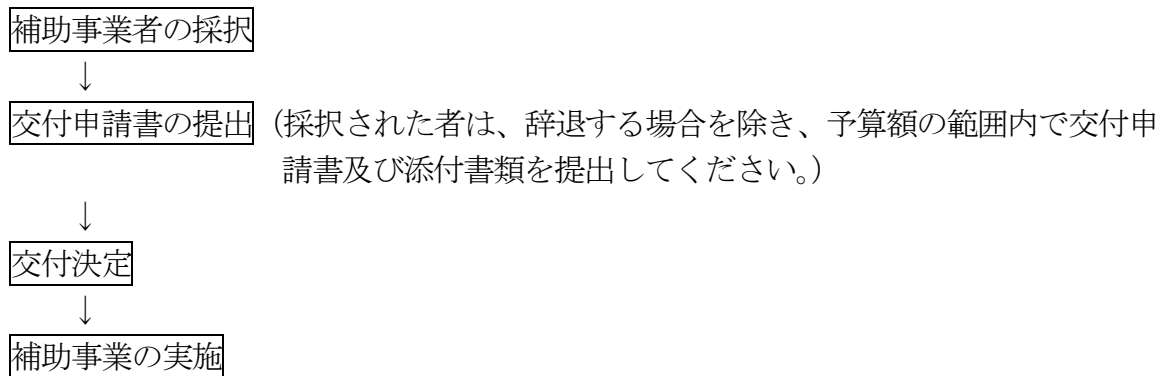 補助事業者の採択
↓
交付申請書の提出（採択された者は、辞退する場合を除き、予算額の範囲内で交付申
請書及び添付書類を提出してください。）
↓
交付決定
↓
補助事業の実施